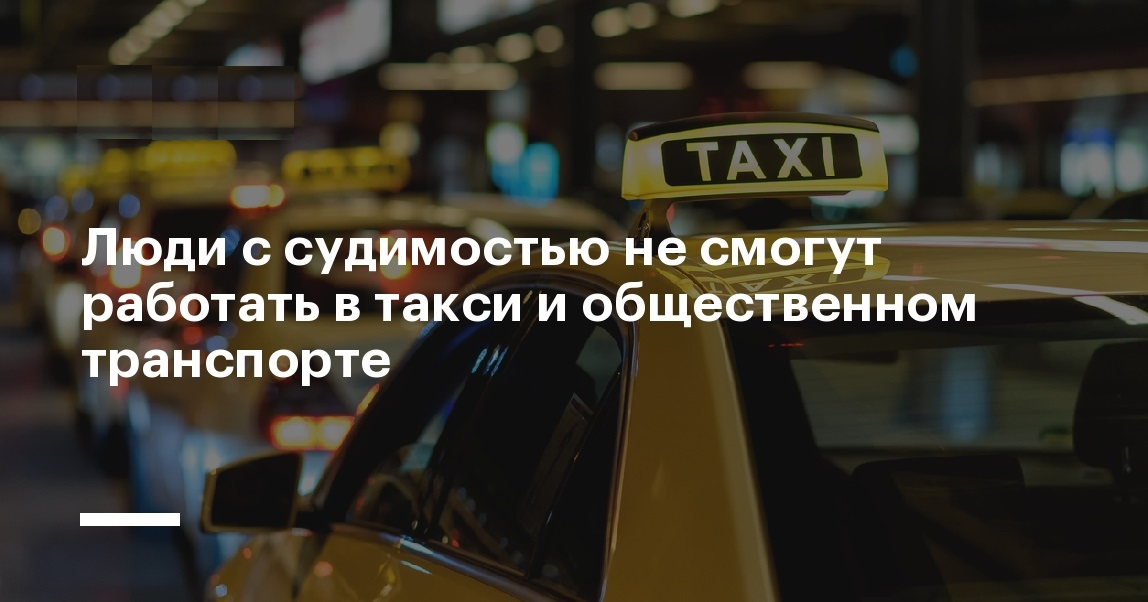 TAXI
Люди с судимостью не смогут
работать в такси и общественном
транспорте